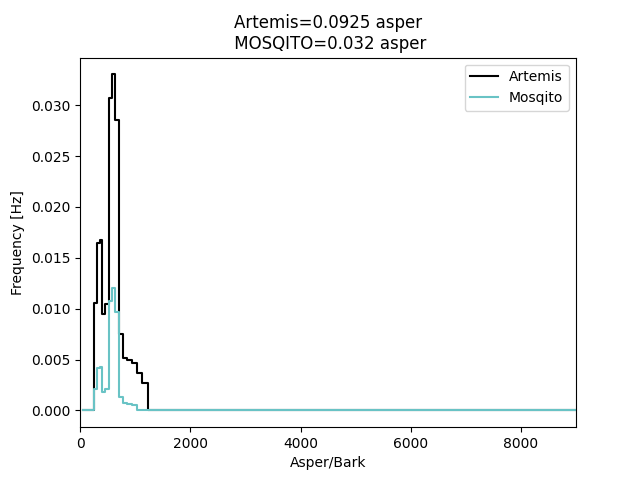 Artemis=0.0925 asper
MOSQITO=0.032 asper
Artemis
Mosqito
0.030
0.025
0.020
0.015
0.010
0.005
0.000
Frequency [Hz]
0 2000 4000 6000 8000
Asper/Bark